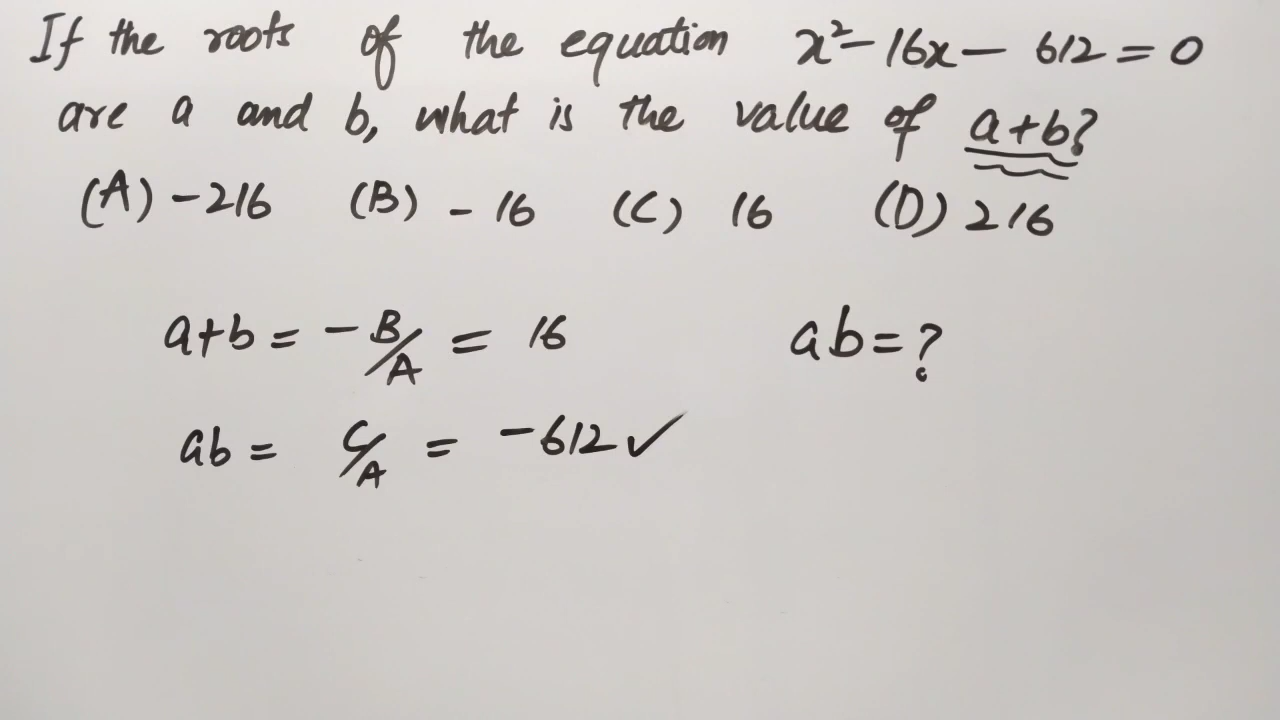 If the roots of the equation x² - 16x - 612 = 0
are a and b, what is the value of a+b?
(A) -216 (B) - 16 (C) 16 (D) 216
a+b = - B/A = 16 ab = ?
ab = C/A = -612 ✓